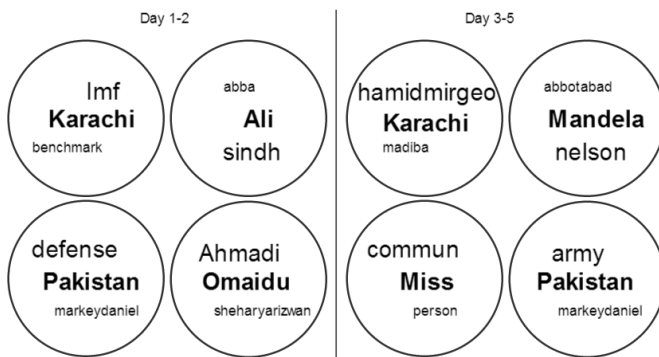 Day 1-2
Day 3-5
lmf
Karachi
benchmark
abba
Ali
sindh
hamidmirgeo
Karachi
madiba
abbotabad
Mandela
nelson
defense
Pakistan
markeydaniel
Ahmadi
Omaidu
sheharyarizwan
commun
Miss
person
army
Pakistan
markeydaniel